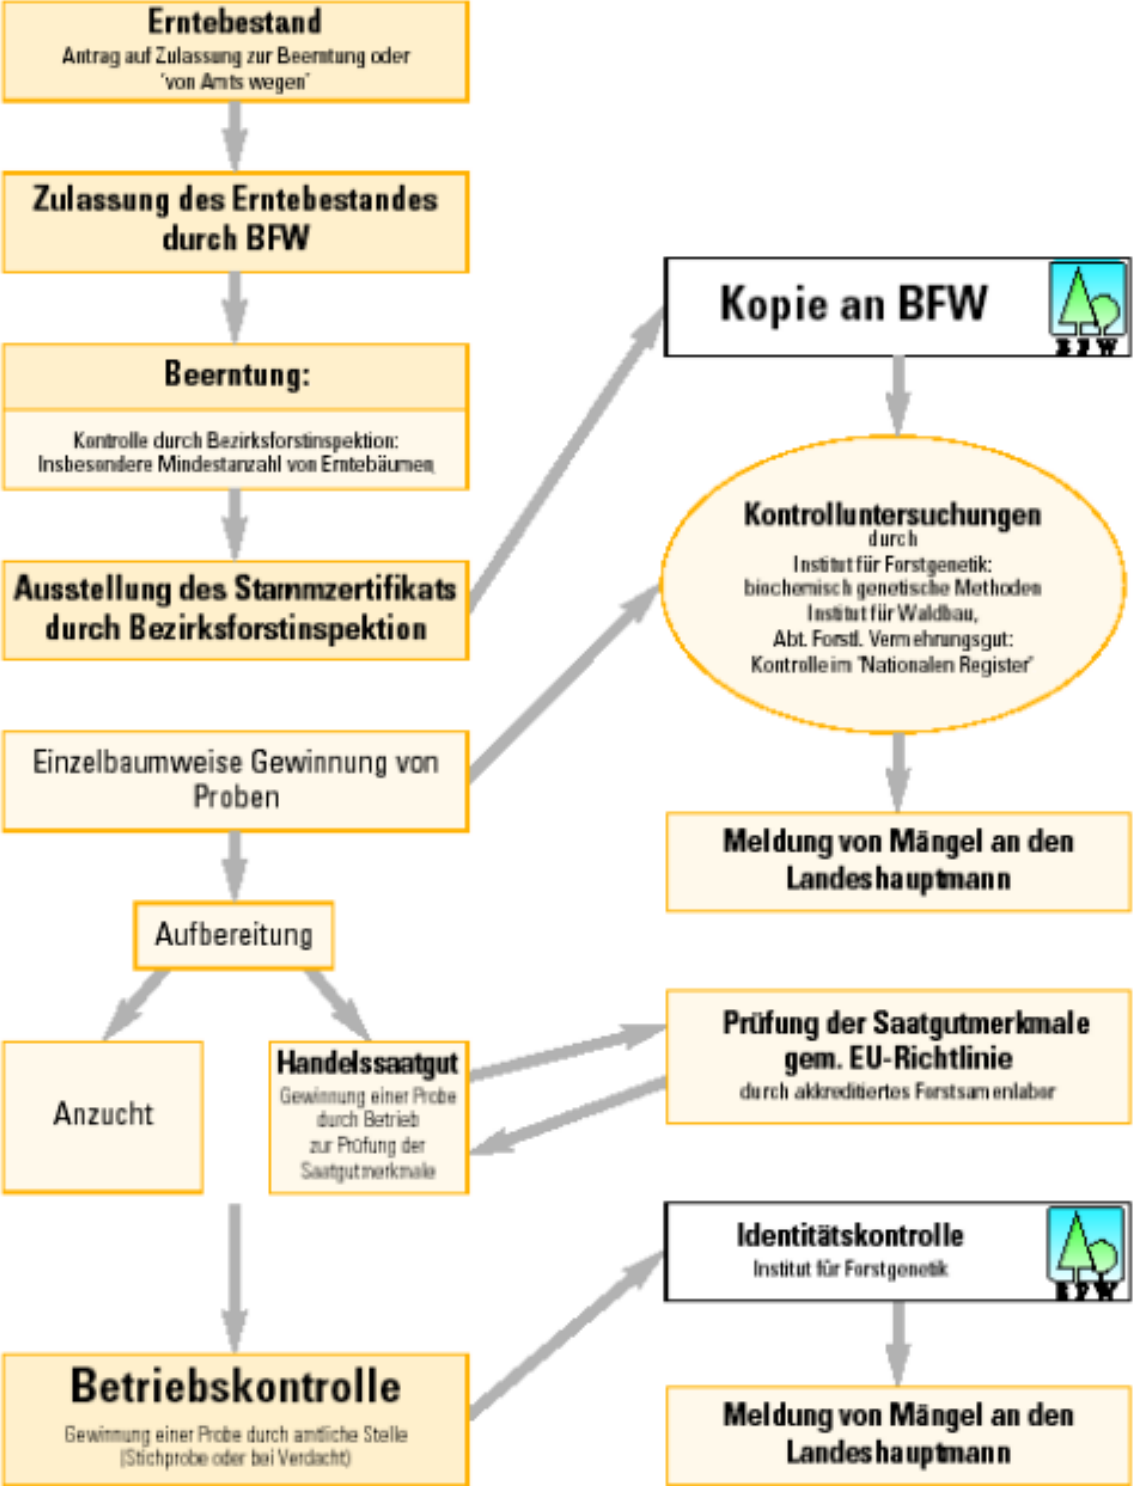 Erntebestand
Antrag auf Zulassung zur Beerntung oder
'von Amts wegen'
Zulassung des Erntebestandes
durch BFW
Beerntung:
Kontrolle durch Bezirksforstinspektion:
Insbesondere Mindestanzahl von Erntebäumen,
Ausstellung des Stammzertifikats
durch Bezirksforstinspektion
Kopie an BFW
BFW
Kontrolluntersuchungen
durch
Institut für Forstgenetik:
biochemisch genetische Methoden
Institut für Waldbau,
Abt. Forstl. Vermehrungsgut:
Kontrolle im "Nationalen Register"
Einzelbaumweise Gewinnung von
Proben
Meldung von Mängel an den
Landeshauptmann
Aufbereitung
Anzucht
Handelssaatgut
Gewinnung einer Probe
durch Betrieb
zur Prüfung der
Saatgutmerkmale
Prüfung der Saatgutmerkmale
gem. EU-Richtlinie
durch akkreditiertes Forstsamenlabor
Betriebskontrolle
Gewinnung einer Probe durch amtliche Stelle
(Stichprobe oder bei Verdacht)
Identitätskontrolle
Institut für Forstgenetik
BFW
Meldung von Mängel an den
Landeshauptmann